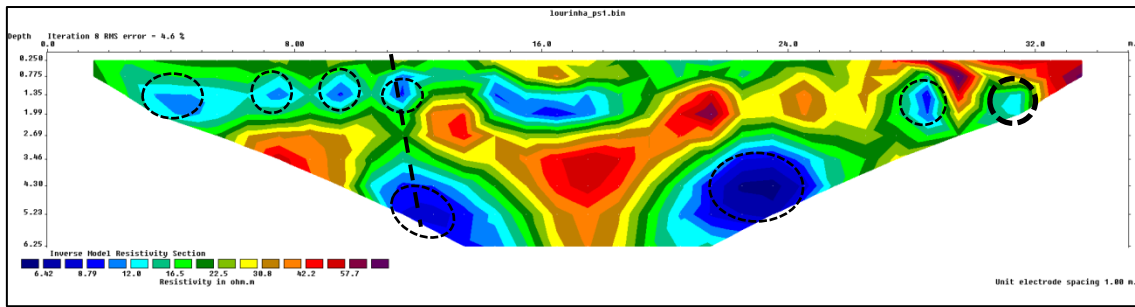 lourinha_ps1.bin
Depth Iteration 8 RMS error = 4.6 %
0.0 8.00 16.0 24.0 32.0 m.
0.250
0.775
1.35
1.99
2.69
3.46
4.30
5.23
6.25
Inverse Model Resistivity Section
6.42 8.79 12.0 16.5 22.5 30.8 42.2 57.7
Resistivity in ohm.m Unit electrode spacing 1.00 m.